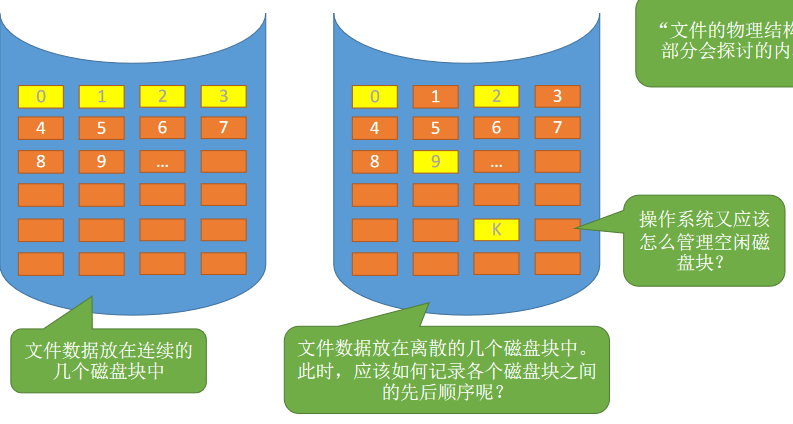 “文件的物理结构
部分会探讨的内
0 1 2 3
4 5 6 7
8 9 ...
0 1 2 3
4 5 6 7
8 9 ...
K
操作系统又应该
怎么管理空闲磁
盘块？
文件数据放在连续的
几个磁盘块中
文件数据放在离散的几个磁盘块中。
此时，应该如何记录各个磁盘块之间
的先后顺序呢？